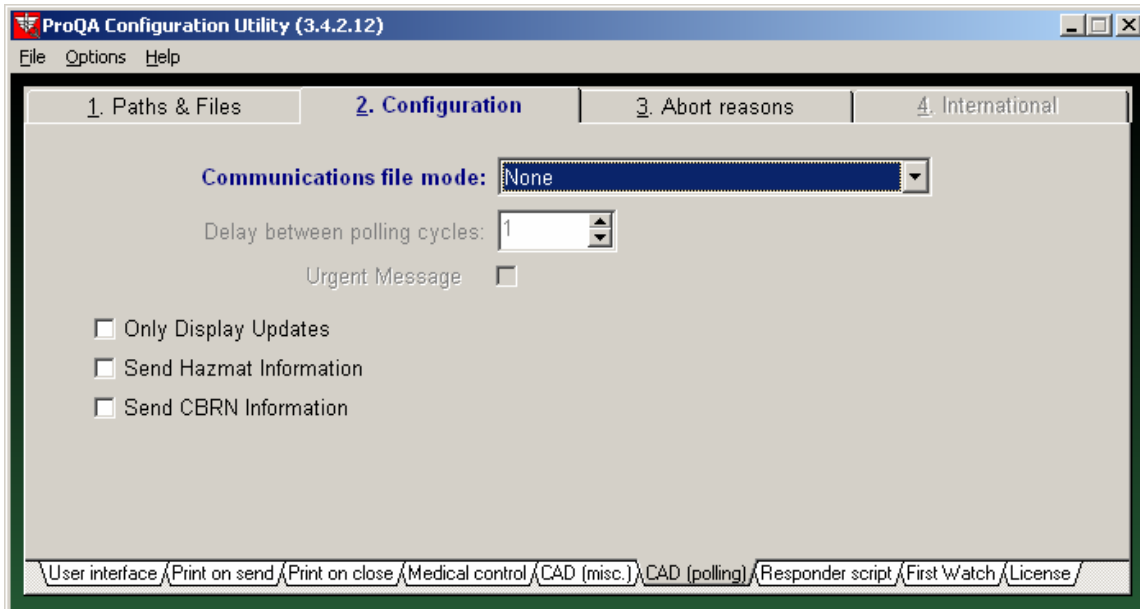 ProQA Configuration Utility (3.4.2.12)
File Options Help
1. Paths & Files 2. Configuration 3. Abort reasons 4. International
Communications file mode: None
Delay between polling cycles: 1
Urgent Message
Only Display Updates
Send Hazmat Information
Send CBRN Information
User interface Print on send Print on close Medical control CAD (misc.) CAD (polling) Responder script First Watch License